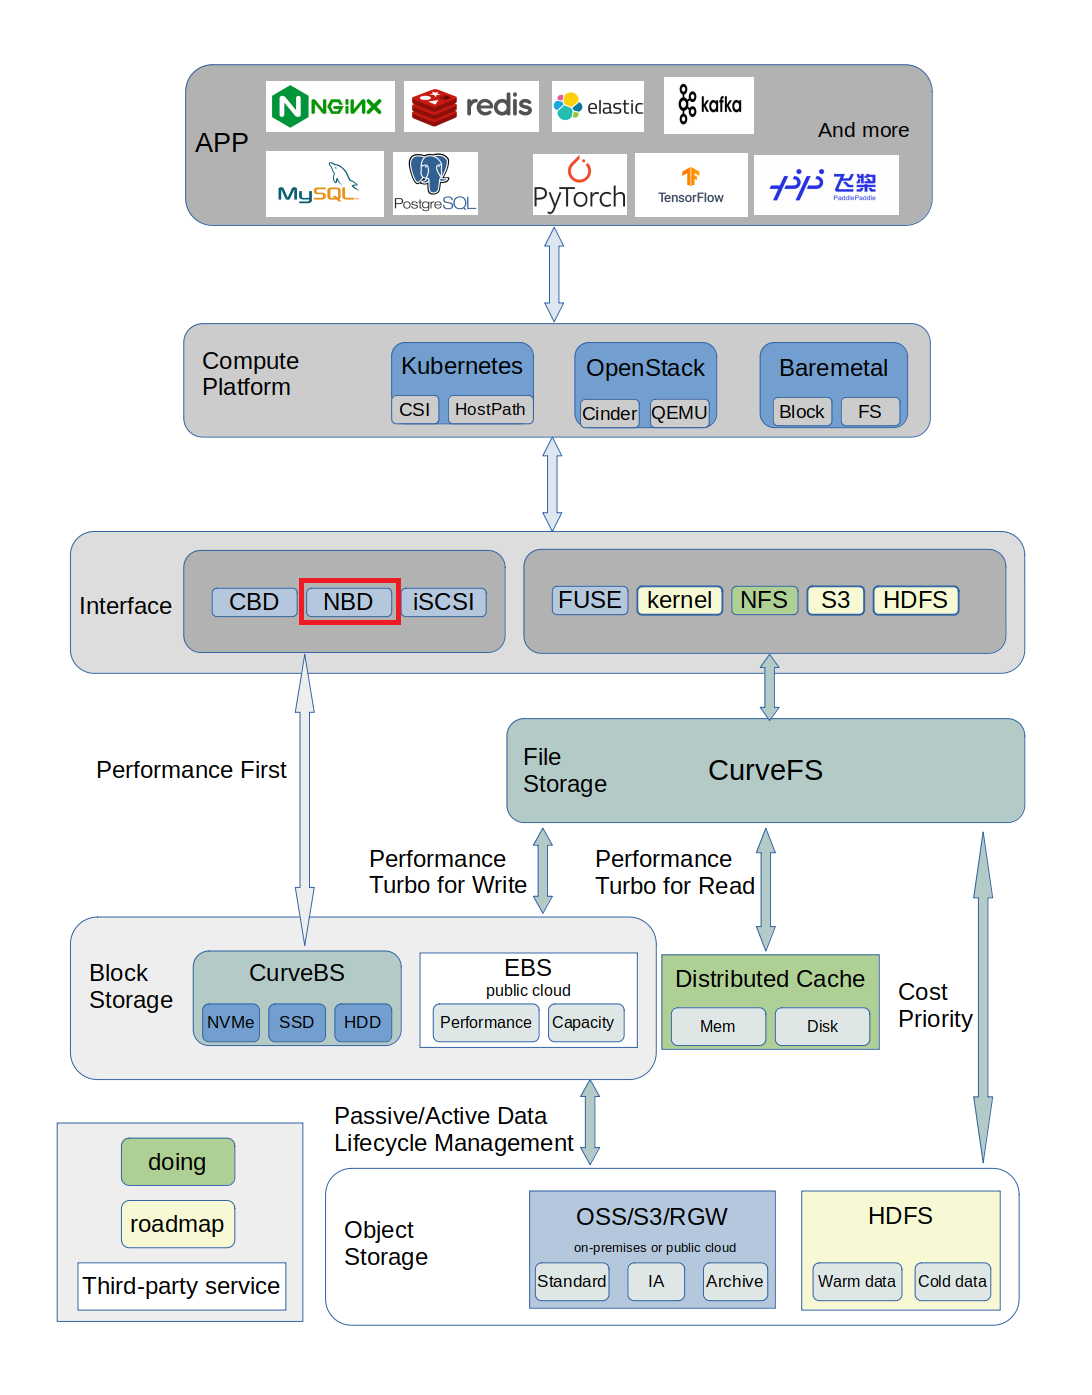 APP
NGINX
redis
elastic
kafka
And more
MySQL
PostgreSQL
PyTorch
TensorFlow
飞桨
PaddlePaddle
Compute
Platform
Kubernetes
CSI
HostPath
OpenStack
Cinder
QEMU
Baremetal
Block
FS
Interface
CBD
NBD
iSCSI
FUSE
kernel
NFS
S3
HDFS
Performance First
File
Storage
CurveFS
Performance
Turbo for Write
Performance
Turbo for Read
Cost
Priority
Block
Storage
CurveBS
NVMe
SSD
HDD
EBS
public cloud
Performance
Capacity
Distributed Cache
Mem
Disk
Passive/Active Data
Lifecycle Management
doing
roadmap
Third-party service
Object
Storage
OSS/S3/RGW
on-premises or public cloud
Standard
IA
Archive
HDFS
Warm data
Cold data